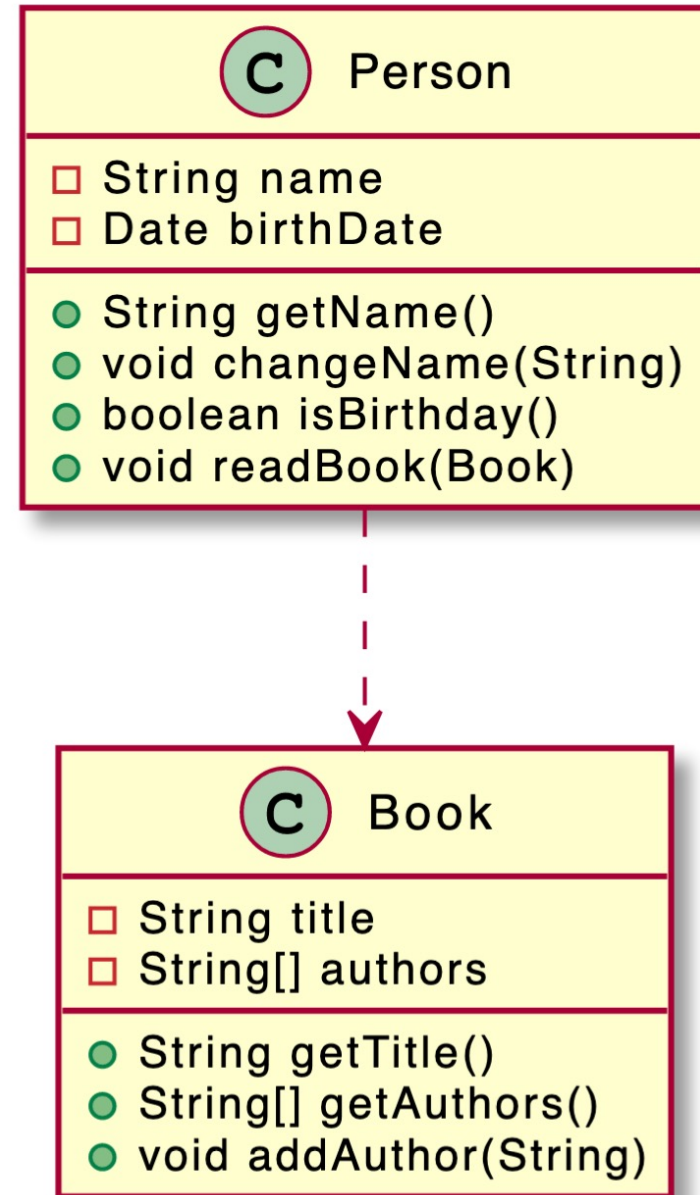 C Person
String name
Date birthDate
String getName()
void changeName(String)
boolean isBirthday()
void readBook(Book)
C Book
String title
String[] authors
String getTitle()
String[] getAuthors()
void addAuthor(String)